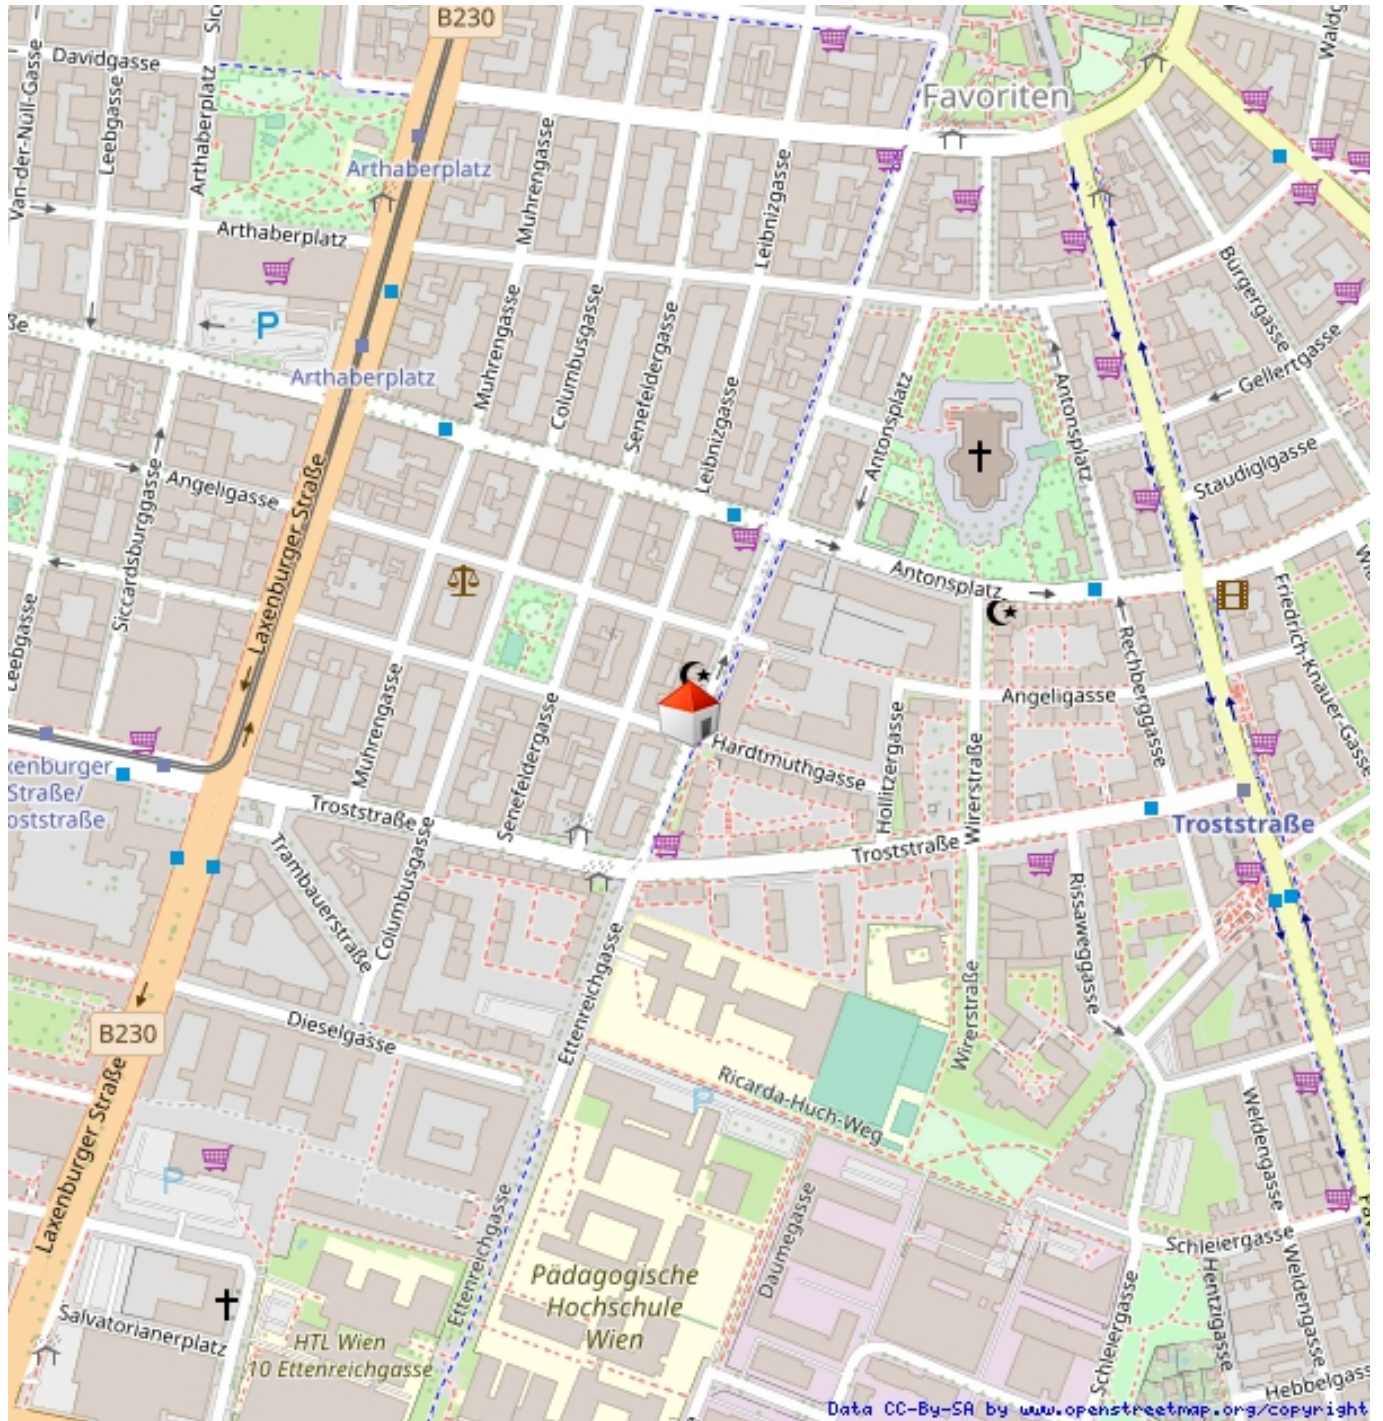 B230
Davidgasse
Van-der-Nüll-Gasse
Leebgasse
Arthaberplatz
Arthaberplatz
Muhrengasse
Leibnizgasse
Favoriten
Arthaberplatz
Muhrengasse
Columbusgasse
Senefeldergasse
Leibnizgasse
Antonsplatz
Antonsplatz
Bürgergasse
Gellertgasse
Staudiglgasse
P
Arthaberplatz
Angeligasse
Siccardsburggasse
Laxenburger Straße
Leebgasse
Antonsplatz
Rechberggasse
Friedrich-Knauer-Gasse
Angeligasse
Muhrengasse
Senefeldergasse
Hardtmuthgasse
Hollitzergasse
Wirerstraße
xenburger
Straße/
oststraße
Troststraße
Troststraße
Troststraße
Trambauerstraße
Columbusgasse
Rissaweggasse
Ettenreichgasse
Wirerstraße
B230
Dieselgasse
Laxenburger Straße
P
Ricarda-Huch-Weg
Weldengasse
P
Daumegasse
Ettenreichgasse
Schleiergasse
Pädagogische
Hochschule
Wien
Weldengasse
Hentzigasse
Schleiergasse
Salvatorianerplatz
HTL Wien
10 Ettenreichgasse
Hebbelgass
Data CC-By-SA by www.openstreetmap.org/copyright